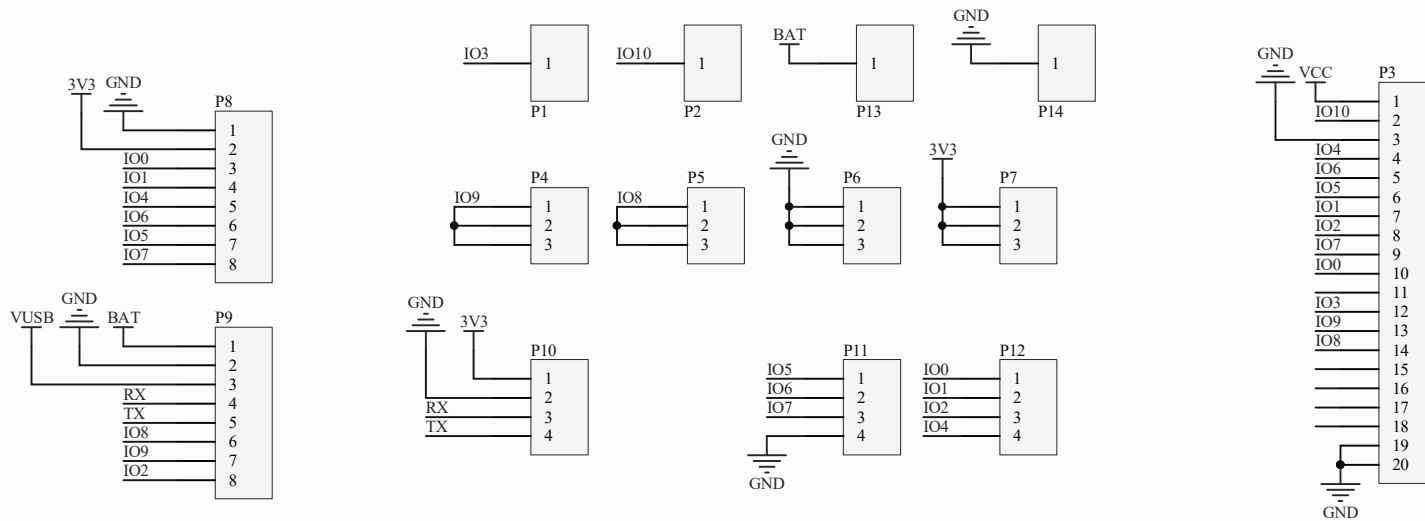 3V3
GND
P8
1
2
IO0 3
IO1 4
IO4 5
IO6 6
IO5 7
IO7 8
VUSB
GND
BAT
P9
1
2
3
RX 4
TX 5
IO8 6
IO9 7
IO2 8
IO3 1
P1
IO10 1
P2
BAT
1
P13
GND
1
P14
P4
IO9 1
2
3
P5
IO8 1
2
3
GND
P6
1
2
3
3V3
P7
1
2
3
GND
3V3
P10
1
2
RX 3
TX 4
P11
IO5 1
IO6 2
IO7 3
4
GND
P12
IO0 1
IO1 2
IO2 3
IO4 4
GND
VCC
P3
1
IO10 2
3
IO4 4
IO6 5
IO5 6
IO1 7
IO2 8
IO7 9
IO0 10
11
IO3 12
IO9 13
IO8 14
15
16
17
18
19
20
GND